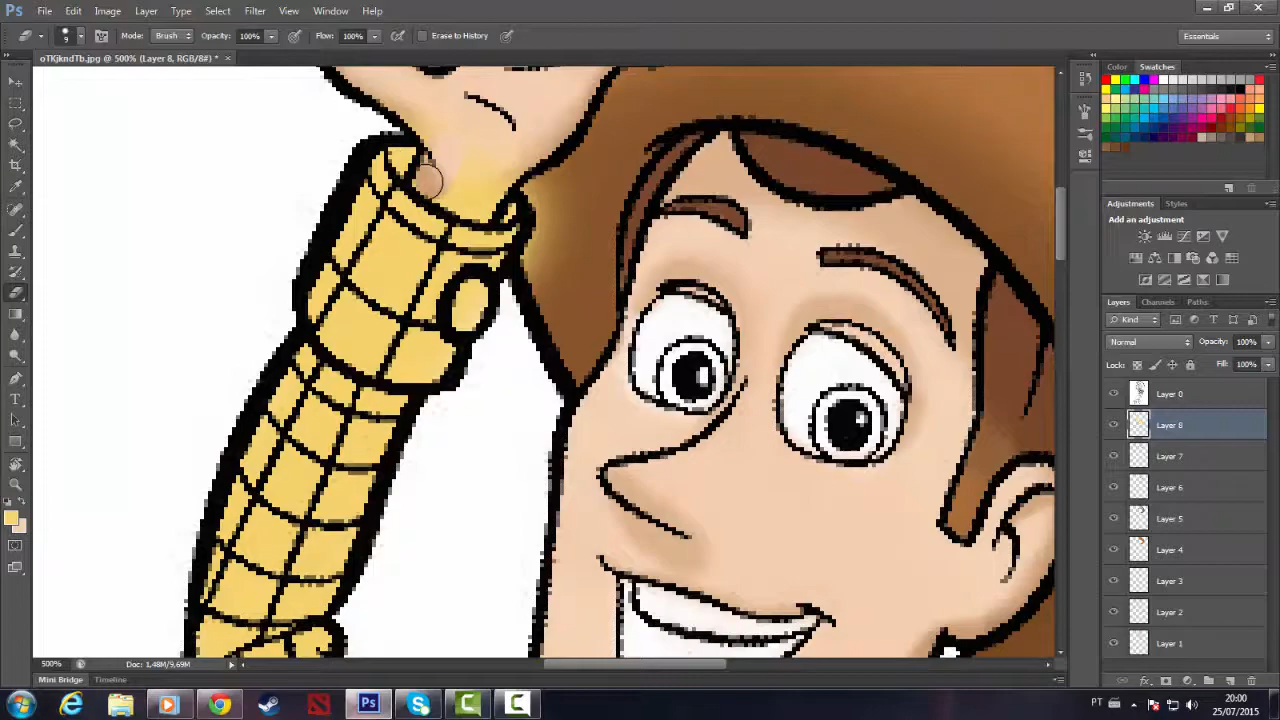 Ps File Edit Image Layer Type Select Filter View Window Help
9 Mode: Brush Opacity: 100% Flow: 100% Erase to History Essentials
oTKjkndTb.jpg @ 500% (Layer 8, RGB/8#) *
Color Swatches
Adjustments Styles
Add an adjustment
Layers Channels Paths
Kind
Normal Opacity: 100%
Locks: Fill: 100%
Layer 0
Layer 8
Layer 7
Layer 6
Layer 5
Layer 4
Layer 3
Layer 2
Layer 1
500% Doc: 1,48M/9,69M
Mini Bridge Timeline
PT 20:00
25/07/2015